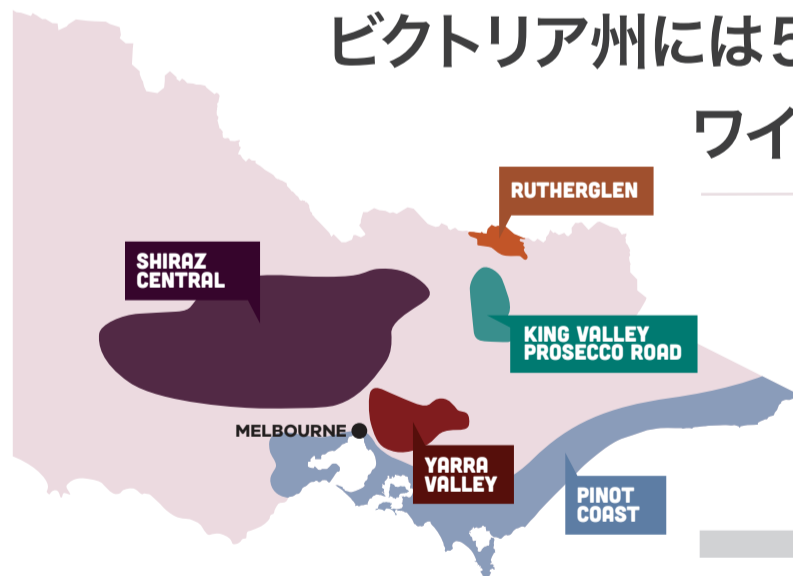 ビクトリア州には5
ワイ
RUTHERGLEN
SHIRAZ
CENTRAL
KING VALLEY
PROSECCO ROAD
MELBOURNE
YARRA
VALLEY
PINOT
COAST